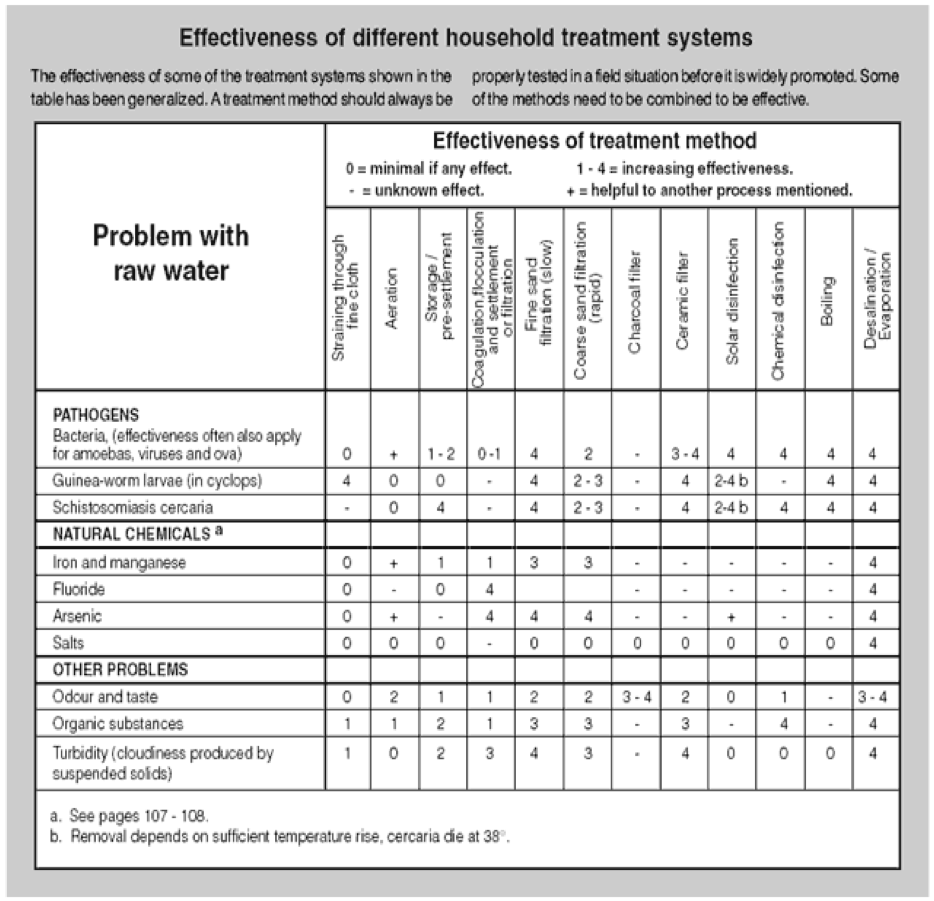 Effectiveness of different household treatment systems
The effectiveness of some of the treatment systems shown in the
table has been generalized. A treatment method should always be
properly tested in a field situation before it is widely promoted. Some
of the methods need to be combined to be effective.
Problem with
raw water
Effectiveness of treatment method
0 = minimal if any effect. 1 - 4 = increasing effectiveness.
- = unknown effect. + = helpful to another process mentioned.
Straining through
fine cloth
Aeration
Storage /
pre-settlement
Coagulation,flocculation
and settlement
or filtration
Fine sand
filtration (slow)
Coarse sand filtration
(rapid)
Charcoal filter
Ceramic filter
Solar disinfection
Chemical disinfection
Boiling
Desalination /
Evaporation
PATHOGENS
Bacteria, (effectiveness often also apply
for amoebas, viruses and ova) 0 + 1 - 2 0 -1 4 2 - 3 - 4 4 4 4 4
Guinea-worm larvae (in cyclops) 4 0 0 - 4 2 - 3 - 4 2-4 b - 4 4
Schistosomiasis cercaria - 0 4 - 4 2 - 3 - 4 2-4 b 4 4 4
NATURAL CHEMICALS a
Iron and manganese 0 + 1 1 3 3 - - - - - 4
Fluoride 0 - 0 4 - - - - - 4
Arsenic 0 + - 4 4 4 - - + - - 4
Salts 0 0 0 - 0 0 0 0 0 0 0 4
OTHER PROBLEMS
Odour and taste 0 2 1 1 2 2 3 - 4 2 0 1 - 3 - 4
Organic substances 1 1 2 1 3 3 - 3 - 4 - 4
Turbidity (cloudiness produced by
suspended solids) 1 0 2 3 4 3 - 4 0 0 0 4
a. See pages 107 - 108.
b. Removal depends on sufficient temperature rise, cercaria die at 38°.